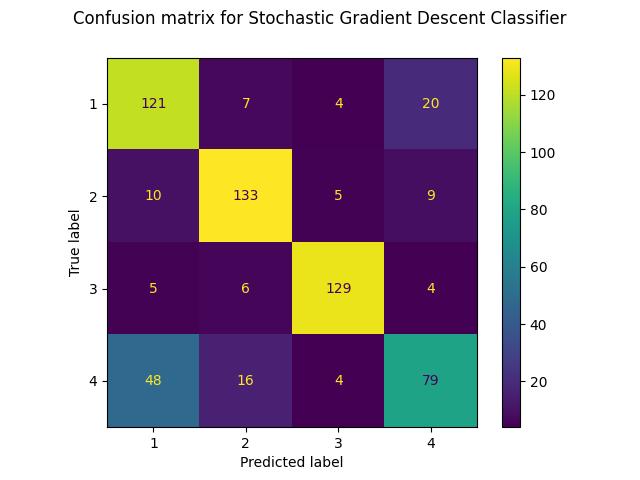 Confusion matrix for Stochastic Gradient Descent Classifier
True label
1 121 7 4 20
2 10 133 5 9
3 5 6 129 4
4 48 16 4 79
1 2 3 4
Predicted label
120
100
80
60
40
20